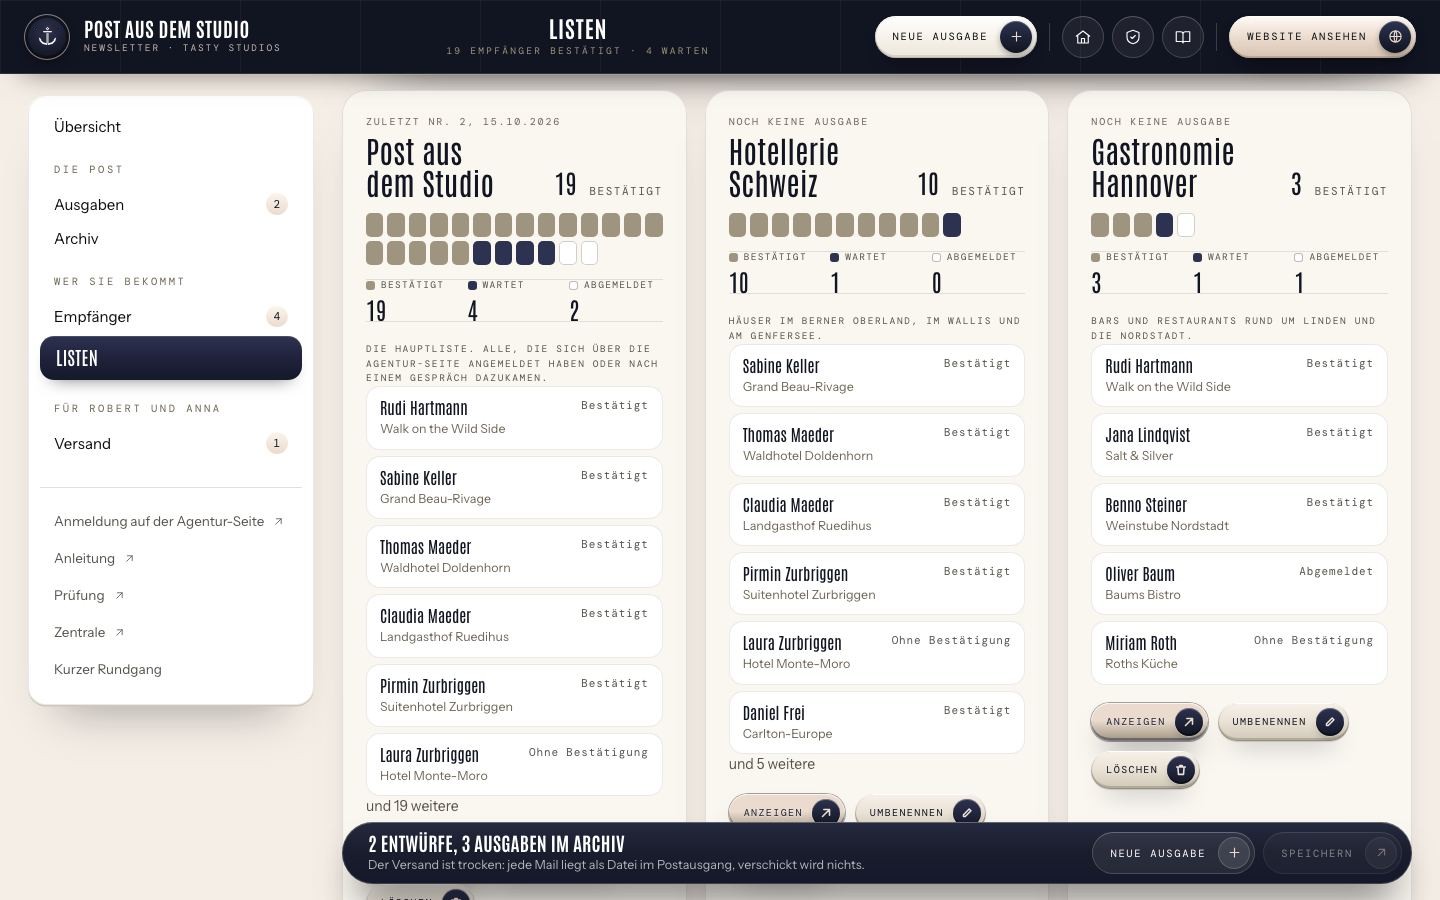 POST AUS DEM STUDIO
NEWSLETTER · TASTY STUDIOS
LISTEN
19 EMPFÄNGER BESTÄTIGT · 4 WARTEN
NEUE AUSGABE
WEBSITE ANSEHEN
Übersicht
DIE POST
Ausgaben 2
Archiv
WER SIE BEKOMMT
Empfänger 4
LISTEN
FÜR ROBERT UND ANNA
Versand 1
Anmeldung auf der Agentur-Seite
Anleitung
Prüfung
Zentrale
Kurzer Rundgang
ZULETZT NR. 2, 15.10.2026
Post aus
dem Studio 19 BESTÄTIGT
BESTÄTIGT WARTET ABGEMELDET
19 4 2
DIE HAUPTLISTE. ALLE, DIE SICH ÜBER DIE
AGENTUR-SEITE ANGEMELDET HABEN ODER NACH
EINEM GESPRÄCH DAZUKAMEN.
Rudi Hartmann Bestätigt
Walk on the Wild Side
Sabine Keller Bestätigt
Grand Beau-Rivage
Thomas Maeder Bestätigt
Waldhotel Doldenhorn
Claudia Maeder Bestätigt
Landgasthof Ruedihus
Pirmin Zurbriggen Bestätigt
Suitenhotel Zurbriggen
Laura Zurbriggen Ohne Bestätigung
Hotel Monte-Moro
und 19 weitere
NOCH KEINE AUSGABE
Hotellerie
Schweiz 10 BESTÄTIGT
BESTÄTIGT WARTET ABGEMELDET
10 1 0
HÄUSER IM BERNER OBERLAND, IM WALLIS UND
AM GENFERSEE.
Sabine Keller Bestätigt
Grand Beau-Rivage
Thomas Maeder Bestätigt
Waldhotel Doldenhorn
Claudia Maeder Bestätigt
Landgasthof Ruedihus
Pirmin Zurbriggen Bestätigt
Suitenhotel Zurbriggen
Laura Zurbriggen Ohne Bestätigung
Hotel Monte-Moro
Daniel Frei Bestätigt
Carlton-Europe
und 5 weitere
ANZEIGEN UMBENENNEN
NOCH KEINE AUSGABE
Gastronomie
Hannover 3 BESTÄTIGT
BESTÄTIGT WARTET ABGEMELDET
3 1 1
BARS UND RESTAURANTS RUND UM LINDEN UND
DIE NORDSTADT.
Rudi Hartmann Bestätigt
Walk on the Wild Side
Jana Lindqvist Bestätigt
Salt & Silver
Benno Steiner Bestätigt
Weinstube Nordstadt
Oliver Baum Abgemeldet
Baums Bistro
Miriam Roth Ohne Bestätigung
Roths Küche
ANZEIGEN UMBENENNEN
LÖSCHEN
2 ENTWÜRFE, 3 AUSGABEN IM ARCHIV
Der Versand ist trocken: jede Mail liegt als Datei im Postausgang, verschickt wird nichts.
NEUE AUSGABE SPEICHERN